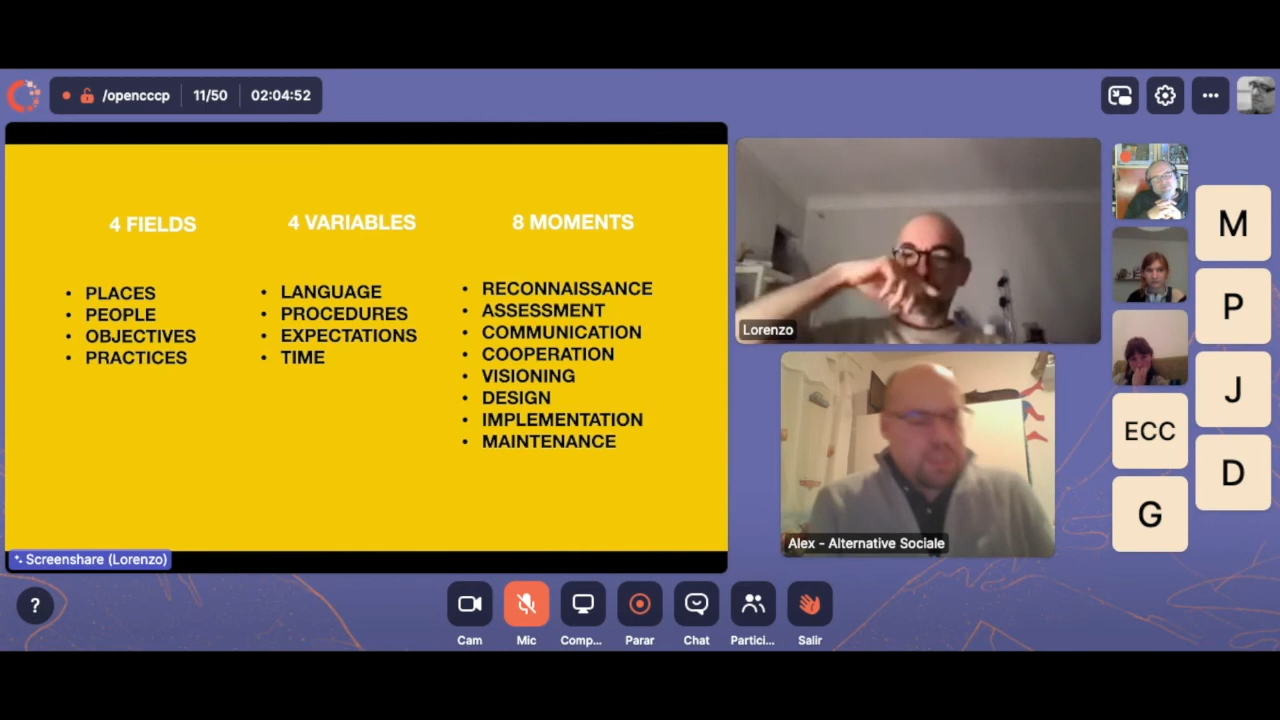 /opencccp 11/50 02:04:52
4 FIELDS
PLACES
PEOPLE
OBJECTIVES
PRACTICES
4 VARIABLES
LANGUAGE
PROCEDURES
EXPECTATIONS
TIME
8 MOMENTS
RECONNAISSANCE
ASSESSMENT
COMMUNICATION
COOPERATION
VISIONING
DESIGN
IMPLEMENTATION
MAINTENANCE
Screenshare (Lorenzo)
Lorenzo
Alex - Alternative Sociale
ECC
G
M
P
J
D
?
Cam
Mic
Comp...
Parar
Chat
Partici...
Salir